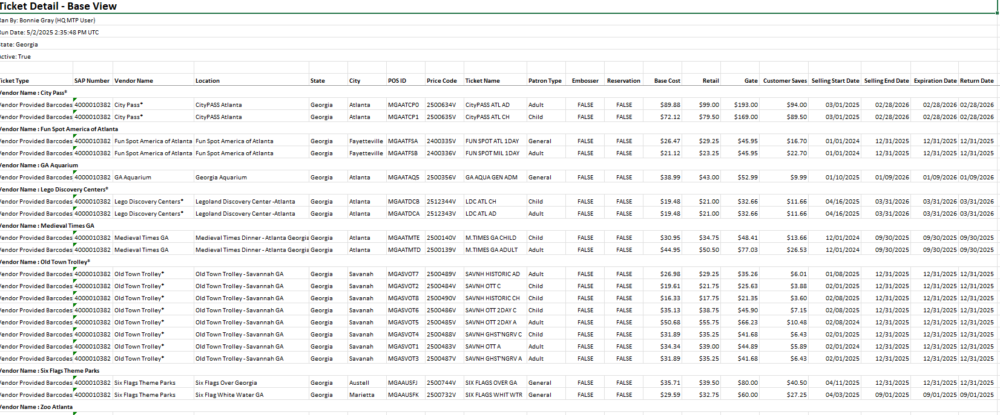 Ticket Detail - Base View
Ran By: Bonnie Gray (HQ MTP User)
Run Date: 5/2/2025 2:35:48 PM UTC
State: Georgia
Active: True
Ticket Type SAP Number Vendor Name Location State City POS ID Price Code Ticket Name Patron Type Embosser Reservation Base Cost Retail Gate Customer Saves Selling Start Date Selling End Date Expiration Date Return Date
Vendor Name : City Pass*
Vendor Provided Barcodes 4000010382 City Pass* CityPASS Atlanta Georgia Atlanta MGAATCP0 2500634V CityPASS ATL AD Adult FALSE FALSE $89.88 $99.00 $193.00 $94.00 03/01/2025 02/28/2026 02/28/2026 02/28/2026
Vendor Provided Barcodes 4000010382 City Pass* CityPASS Atlanta Georgia Atlanta MGAATCP1 2500635V CityPASS ATL CH Child FALSE FALSE $72.12 $79.50 $169.00 $89.50 03/01/2025 02/28/2026 02/28/2026 02/28/2026
Vendor Name : Fun Spot America of Atlanta
Vendor Provided Barcodes 4000010382 Fun Spot America of Atlanta Fun Spot America of Atlanta Georgia Fayetteville MGAATFSA 2400335V FUN SPOT ATL 1DAY General FALSE FALSE $26.47 $29.25 $45.95 $16.70 01/01/2024 12/31/2025 12/31/2025 12/31/2025
Vendor Provided Barcodes 4000010382 Fun Spot America of Atlanta Fun Spot America of Atlanta Georgia Fayetteville MGAATFSB 2400336V FUN SPOT MIL 1DAY Adult FALSE FALSE $21.12 $23.25 $45.95 $22.70 01/01/2024 12/31/2025 12/31/2025 12/31/2025
Vendor Name : GA Aquarium
Vendor Provided Barcodes 4000010382 GA Aquarium Georgia Aquarium Georgia Atlanta MGAATAQ5 2500356V GA AQUA GEN ADM General FALSE FALSE $38.99 $43.00 $52.99 $9.99 01/10/2025 01/09/2026 01/09/2026 01/09/2026
Vendor Name : Lego Discovery Centers*
Vendor Provided Barcodes 4000010382 Lego Discovery Centers* Legoland Discovery Center -Atlanta Georgia Atlanta MGAATDCB 2512344V LDC ATL CH Child FALSE FALSE $19.48 $21.00 $32.66 $11.66 04/16/2025 03/31/2026 03/31/2026 03/31/2026
Vendor Provided Barcodes 4000010382 Lego Discovery Centers* Legoland Discovery Center -Atlanta Georgia Atlanta MGAATDCA 2512343V LDC ATL AD Adult FALSE FALSE $19.48 $21.00 $32.66 $11.66 04/16/2025 03/31/2026 03/31/2026 03/31/2026
Vendor Name : Medieval Times GA
Vendor Provided Barcodes 4000010382 Medieval Times GA Medieval Times Dinner - Atlanta Georgia Georgia Atlanta MGAATMTE 2500140V M.TIMES GA CHILD Child FALSE FALSE $30.95 $34.75 $48.41 $13.66 12/01/2024 09/30/2025 09/30/2025 09/30/2025
Vendor Provided Barcodes 4000010382 Medieval Times GA Medieval Times Dinner - Atlanta Georgia Georgia Atlanta MGAATMTD 2500139V M.TIMES GA ADULT Adult FALSE FALSE $44.95 $50.50 $77.03 $26.53 12/01/2024 09/30/2025 09/30/2025 09/30/2025
Vendor Name : Old Town Trolley*
Vendor Provided Barcodes 4000010382 Old Town Trolley* Old Town Trolley - Savannah GA Georgia Savanah MGASVOT7 2500489V SAVNH HISTORIC AD Adult FALSE FALSE $26.98 $29.25 $35.26 $6.01 01/08/2025 12/31/2025 12/31/2025 12/31/2025
Vendor Provided Barcodes 4000010382 Old Town Trolley* Old Town Trolley - Savannah GA Georgia Savanah MGASVOT2 2500484V SAVNH OTT C Child FALSE FALSE $19.61 $21.75 $25.63 $3.88 02/01/2025 12/31/2025 12/31/2025 12/31/2025
Vendor Provided Barcodes 4000010382 Old Town Trolley* Old Town Trolley - Savannah GA Georgia Savanah MGASVOT8 2500490V SAVNH HISTORIC CH Child FALSE FALSE $16.33 $17.75 $21.35 $3.60 02/08/2025 12/31/2025 12/31/2025 12/31/2025
Vendor Provided Barcodes 4000010382 Old Town Trolley* Old Town Trolley - Savannah GA Georgia Savanah MGASVOT6 2500486V SAVNH OTT 2DAY C Child FALSE FALSE $35.13 $38.75 $45.90 $7.15 02/08/2025 12/31/2025 12/31/2025 12/31/2025
Vendor Provided Barcodes 4000010382 Old Town Trolley* Old Town Trolley - Savannah GA Georgia Savanah MGASVOT5 2500485V SAVNH OTT 2DAY A Adult FALSE FALSE $50.68 $55.75 $66.23 $10.48 02/08/2024 12/31/2025 12/31/2025 12/31/2025
Vendor Provided Barcodes 4000010382 Old Town Trolley* Old Town Trolley - Savannah GA Georgia Savanah MGASVOT4 2500488V SAVNH GHST'NGRV C Child FALSE FALSE $31.89 $35.25 $41.68 $6.43 02/01/2025 12/31/2025 12/31/2025 12/31/2025
Vendor Provided Barcodes 4000010382 Old Town Trolley* Old Town Trolley - Savannah GA Georgia Savanah MGASVOT1 2500483V SAVNH OTT A Adult FALSE FALSE $34.34 $39.00 $44.89 $5.89 02/01/2024 12/31/2025 12/31/2025 12/31/2025
Vendor Provided Barcodes 4000010382 Old Town Trolley* Old Town Trolley - Savannah GA Georgia Savanah MGASVOT3 2500487V SAVNH GHST'NGRV A Adult FALSE FALSE $31.89 $35.25 $41.68 $6.43 02/01/2025 12/31/2025 12/31/2025 12/31/2025
Vendor Name : Six Flags Theme Parks
Vendor Provided Barcodes 4000010382 Six Flags Theme Parks Six Flags Over Georgia Georgia Austell MGAAUSFJ 2500744V SIX FLAGS OVER GA General FALSE FALSE $35.71 $39.50 $80.00 $40.50 04/11/2025 12/31/2025 12/31/2025 12/31/2025
Vendor Provided Barcodes 4000010382 Six Flags Theme Parks Six Flag White Water GA Georgia Marietta MGAAUSFK 2500732V SIX FLAGS WHIT WTR General FALSE FALSE $29.59 $32.75 $60.00 $27.25 04/03/2025 09/01/2025 09/01/2025 09/01/2025
Vendor Name : Zoo Atlanta